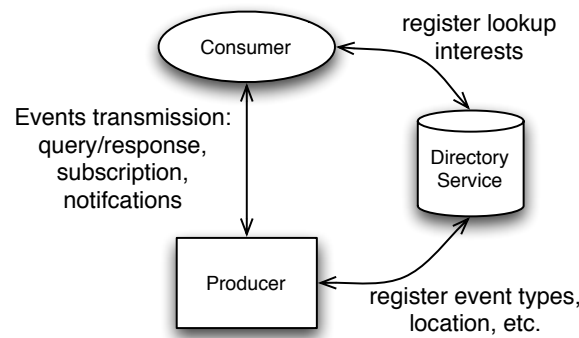 Consumer
register lookup
interests
Events transmission:
query/response,
subscription,
notifcations
Directory
Service
Producer
register event types,
location, etc.